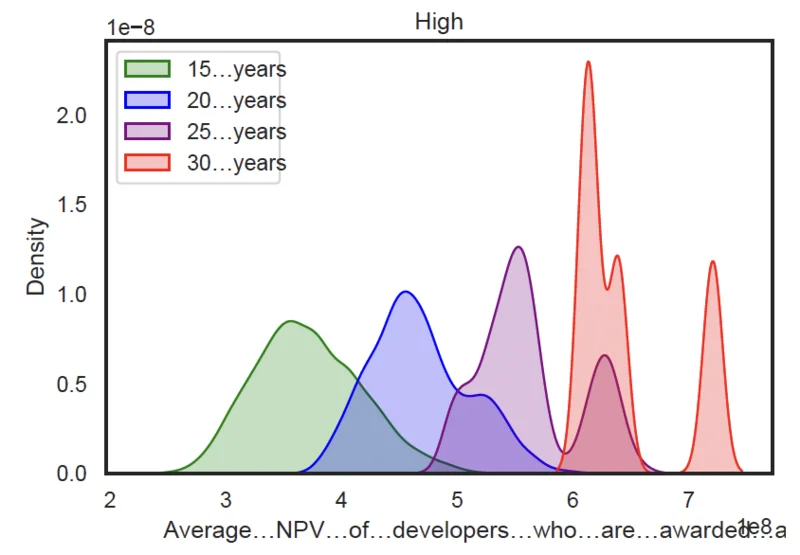 High
1e−8
15...years
20...years
25...years
30...years
Density
2.0
1.5
1.0
0.5
0.0
2 3 4 5 6 7
1e8
Average...NPV...of...developers...who...are...awarded...a